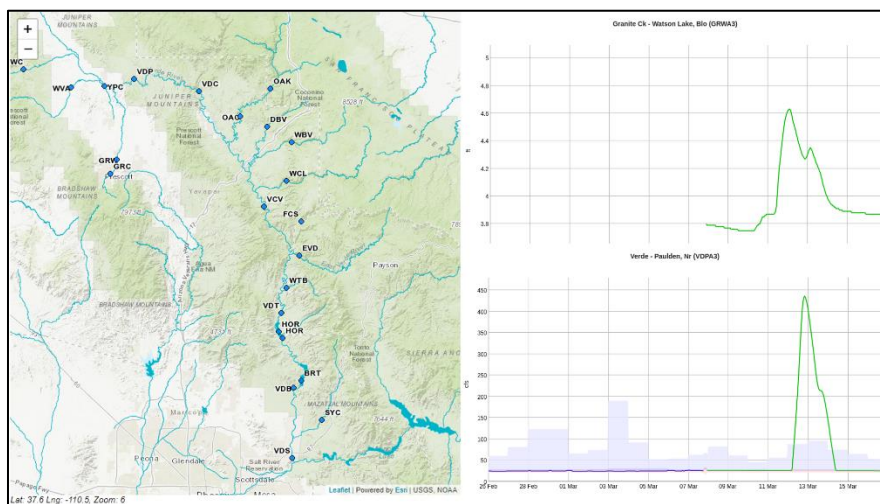 JUNIPER
MOUNTAINS
+
−
WC
WVA
YPC
VDP
VDC
JUNIPER
MOUNTAINS
OAK
Coconino
National
Forest
8528 ft
OAC
DBV
Prescott
National
Forest
WBV
GRW
GRC
BRADSHAW
MOUNTAINS
WCL
VCV
FCS
EVD
Payson
WTB
BRADSHAW MOUNTAINS
VDT
HOR
HOR
Tonto
National
Forest
SIERRA
BRT
VDB
MAZATZAL MOUNTAINS
SYC
Peoria
Glendale
Salt River
Reservation
VDS
Scottsdale
Leaflet | Powered by Esri | USGS, NOAA
Lat: 37.6 Lng: -110.5, Zoom: 6
Granite Ck - Watson Lake, Blo (GRWA3)
5
4.8
4.6
4.4
4.2
4
3.8
ft
Verde - Paulden, Nr (VDPA3)
450
400
350
300
250
200
150
100
50
0
cfs
26 Feb
28 Feb
01 Mar
03 Mar
05 Mar
07 Mar
09 Mar
11 Mar
13 Mar
15 Mar